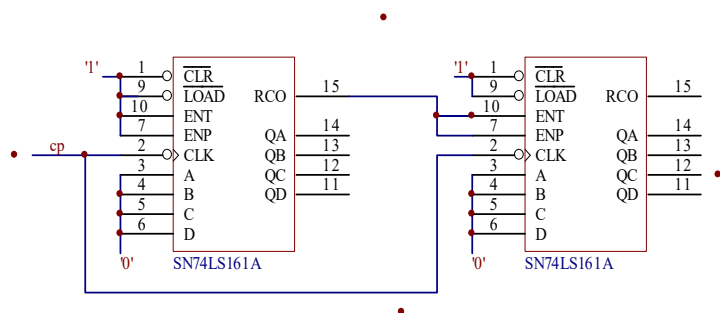 '1' 1 CLR
9 LOAD RCO 15
10 ENT
7 ENP QA 14
cp 2 CLK QB 13
3 A QC 12
4 B QD 11
5 C
6 D
'0' SN74LS161A
'1' 1 CLR
9 LOAD RCO 15
10 ENT
7 ENP QA 14
2 CLK QB 13
3 A QC 12
4 B QD 11
5 C
6 D
'0' SN74LS161A